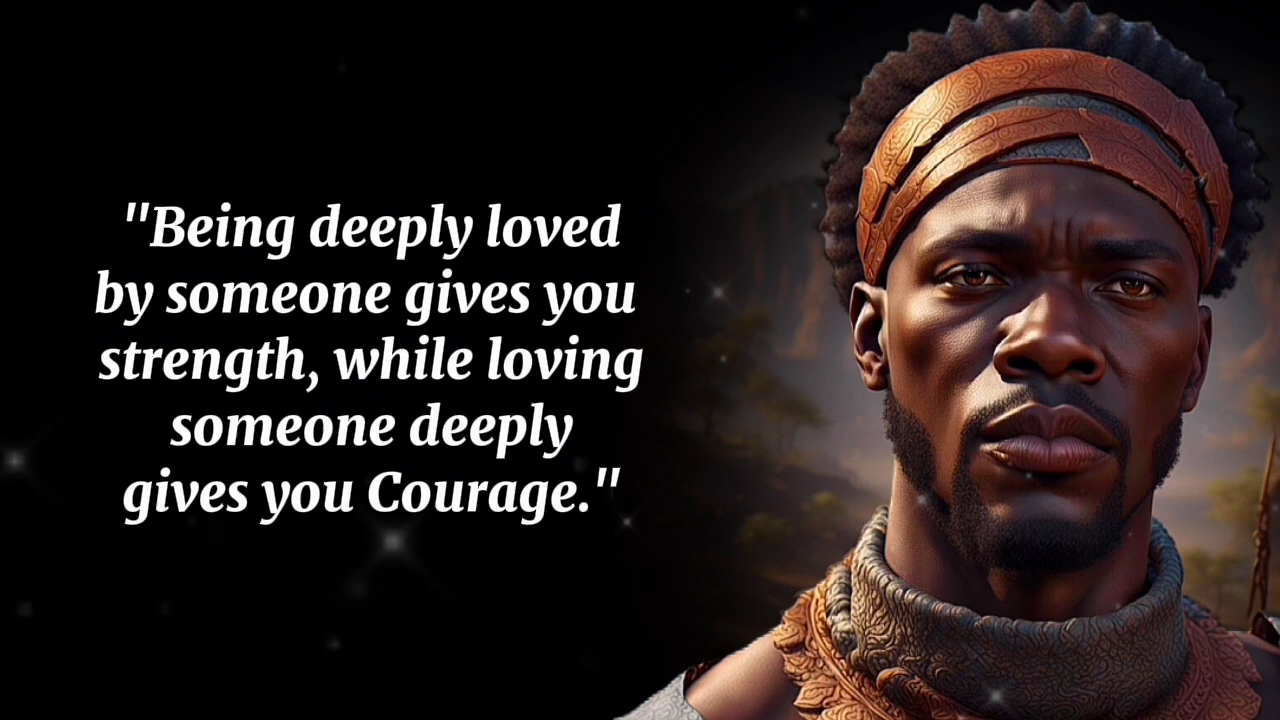 "Being deeply loved
by someone gives you
strength, while loving
someone deeply
gives you Courage."